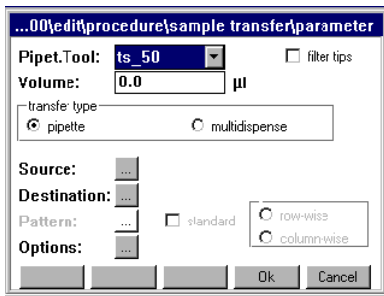 ...00\edit\procedure\sample transfer\parameter
Pipet.Tool: ts_50 filter tips
Volume: 0.0 µl
transfer type
pipette multidispense
Source: ...
Destination: ...
Pattern: ... standard row-wise
column-wise
Options: ...
Ok Cancel